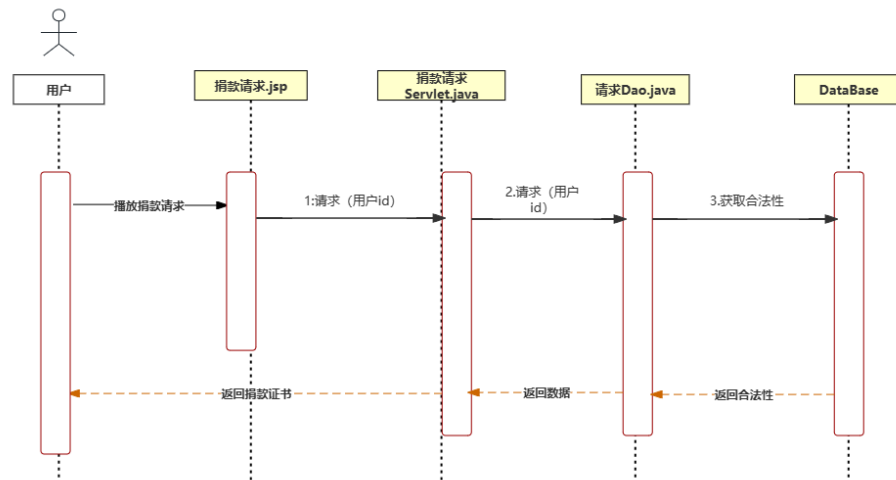 用户
捐款请求.jsp
捐款请求
Servlet.java
请求Dao.java
DataBase
播放捐款请求
1:请求（用户id）
2.请求（用户
id）
3.获取合法性
返回捐款证书
返回数据
返回合法性